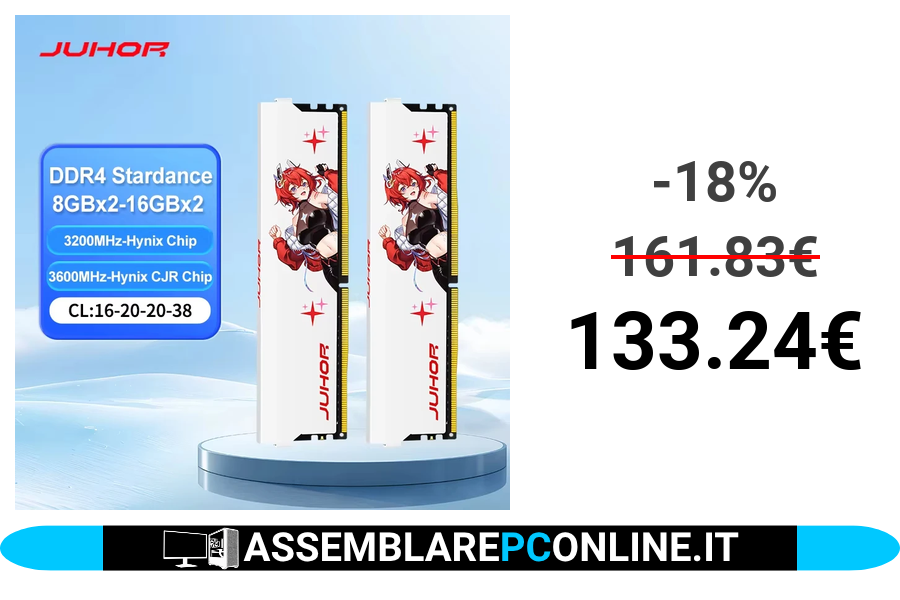 JUHOR
DDR4 Stardance
8GBx2-16GBx2
3200MHz-Hynix Chip
3600MHz-Hynix CJR Chip
CL:16-20-20-38
JUHOR
JUHOR
-18%
161.83€
133.24€
ASSEMBLAREPCONLINE.IT